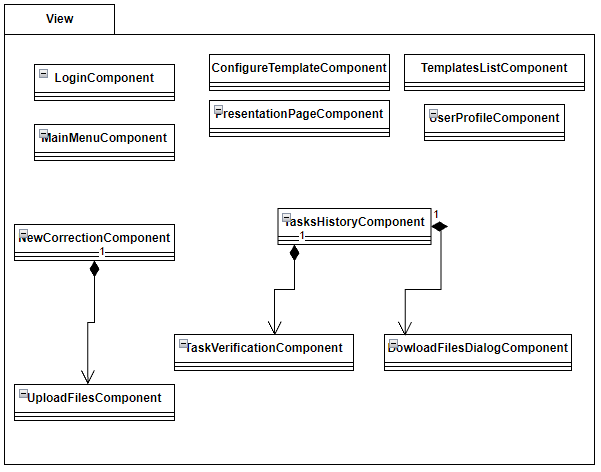 View
LoginComponent
ConfigureTemplateComponent
TemplatesListComponent
MainMenuComponent
PresentationPageComponent
UserProfileComponent
NewCorrectionComponent
1
TasksHistoryComponent
1
1
TaskVerificationComponent
DowloadFilesDialogComponent
UploadFilesComponent